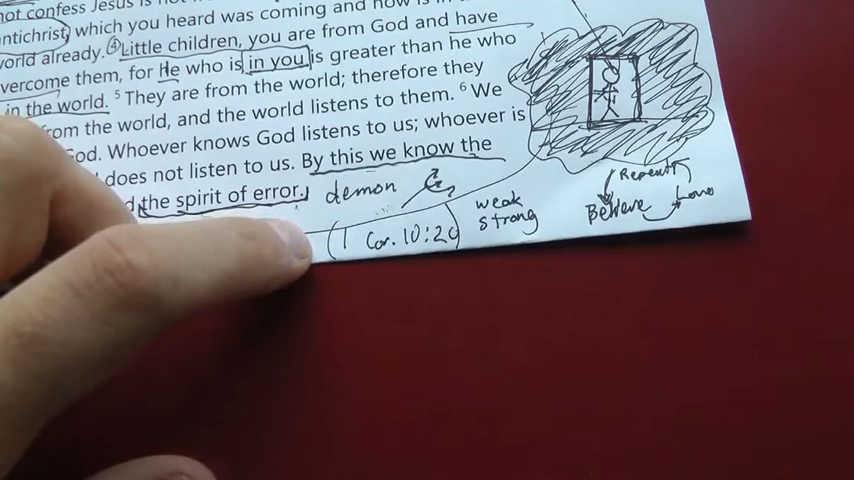 not confess Jesus is not
antichrist, which you heard was coming and now is in the
world already. 4 Little children, you are from God and have
overcome them, for He who is in you is greater than he who
in the world. 5 They are from the world; therefore they
from the world, and the world listens to them. 6 We
God. Whoever knows God listens to us; whoever is
does not listen to us. By this we know the
the spirit of error.
demon
(1 Cor. 10:20)
weak
strong
Repent
Believe
Love